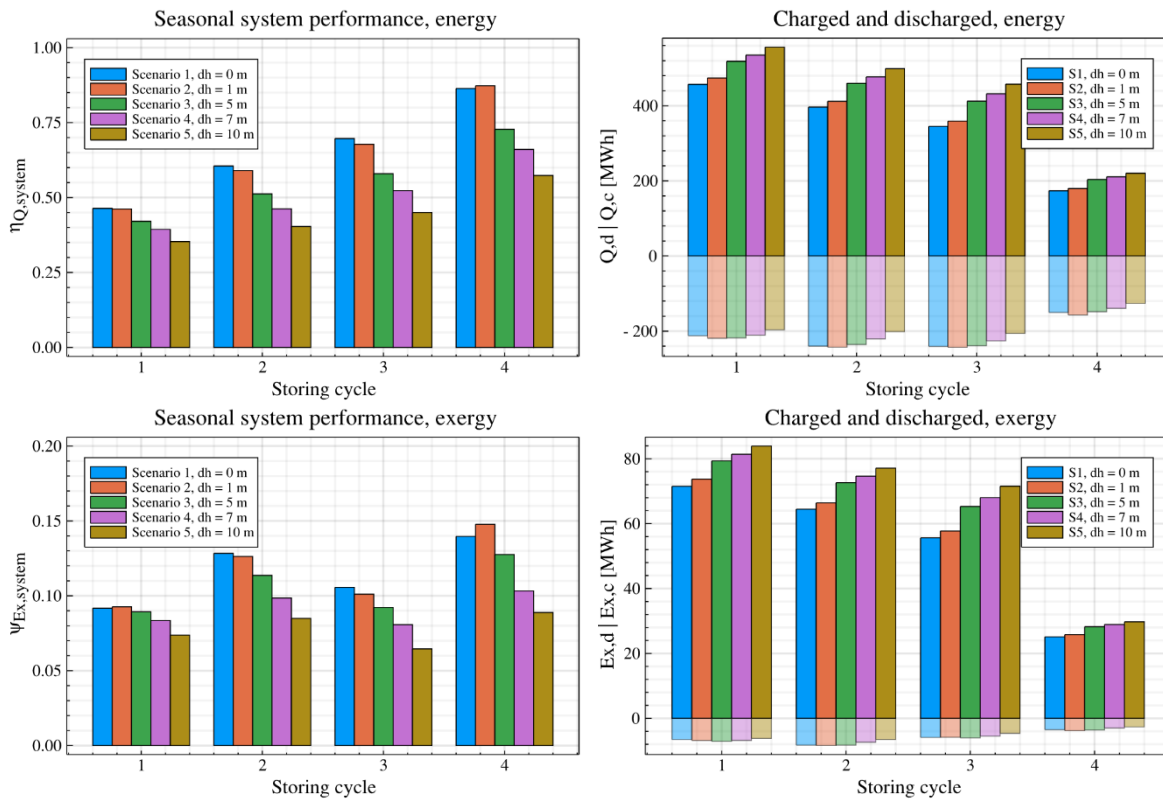 Seasonal system performance, energy
1.00
0.75
0.50
0.25
0.00
ηQ,system
Scenario 1, dh = 0 m
Scenario 2, dh = 1 m
Scenario 3, dh = 5 m
Scenario 4, dh = 7 m
Scenario 5, dh = 10 m
1 2 3 4
Storing cycle
Charged and discharged, energy
400
200
0
- 200
Q,d | Q,c [MWh]
S1, dh = 0 m
S2, dh = 1 m
S3, dh = 5 m
S4, dh = 7 m
S5, dh = 10 m
1 2 3 4
Storing cycle
Seasonal system performance, exergy
0.20
0.15
0.10
0.05
0.00
ΨEx,system
Scenario 1, dh = 0 m
Scenario 2, dh = 1 m
Scenario 3, dh = 5 m
Scenario 4, dh = 7 m
Scenario 5, dh = 10 m
1 2 3 4
Storing cycle
Charged and discharged, exergy
80
60
40
20
0
Ex,d | Ex,c [MWh]
S1, dh = 0 m
S2, dh = 1 m
S3, dh = 5 m
S4, dh = 7 m
S5, dh = 10 m
1 2 3 4
Storing cycle